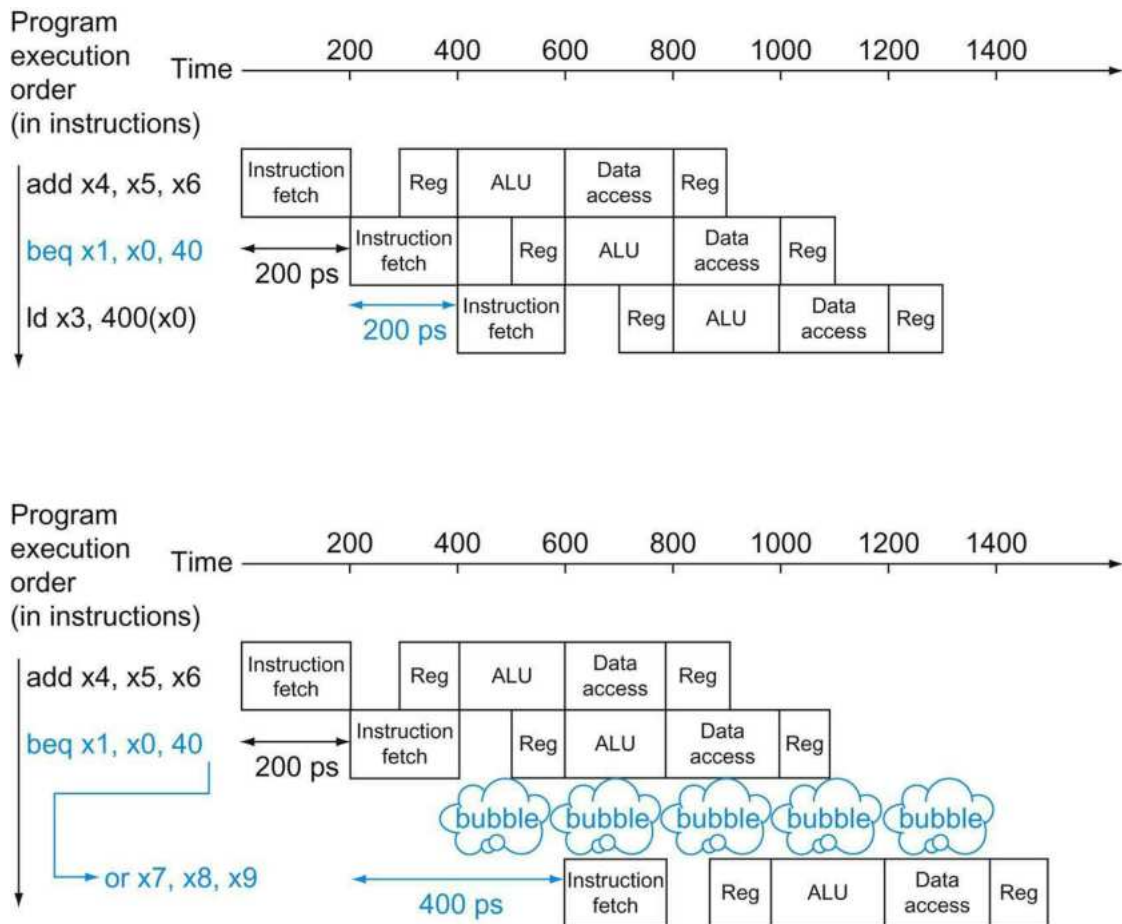 Program
execution
order
(in instructions)
Time
200 400 600 800 1000 1200 1400
add x4, x5, x6
Instruction
fetch
Reg
ALU
Data
access
Reg
beq x1, x0, 40
200 ps
Instruction
fetch
Reg
ALU
Data
access
Reg
ld x3, 400(x0)
200 ps
Instruction
fetch
Reg
ALU
Data
access
Reg
Program
execution
order
(in instructions)
Time
200 400 600 800 1000 1200 1400
add x4, x5, x6
Instruction
fetch
Reg
ALU
Data
access
Reg
beq x1, x0, 40
200 ps
Instruction
fetch
Reg
ALU
Data
access
Reg
bubble bubble bubble bubble bubble
or x7, x8, x9
400 ps
Instruction
fetch
Reg
ALU
Data
access
Reg